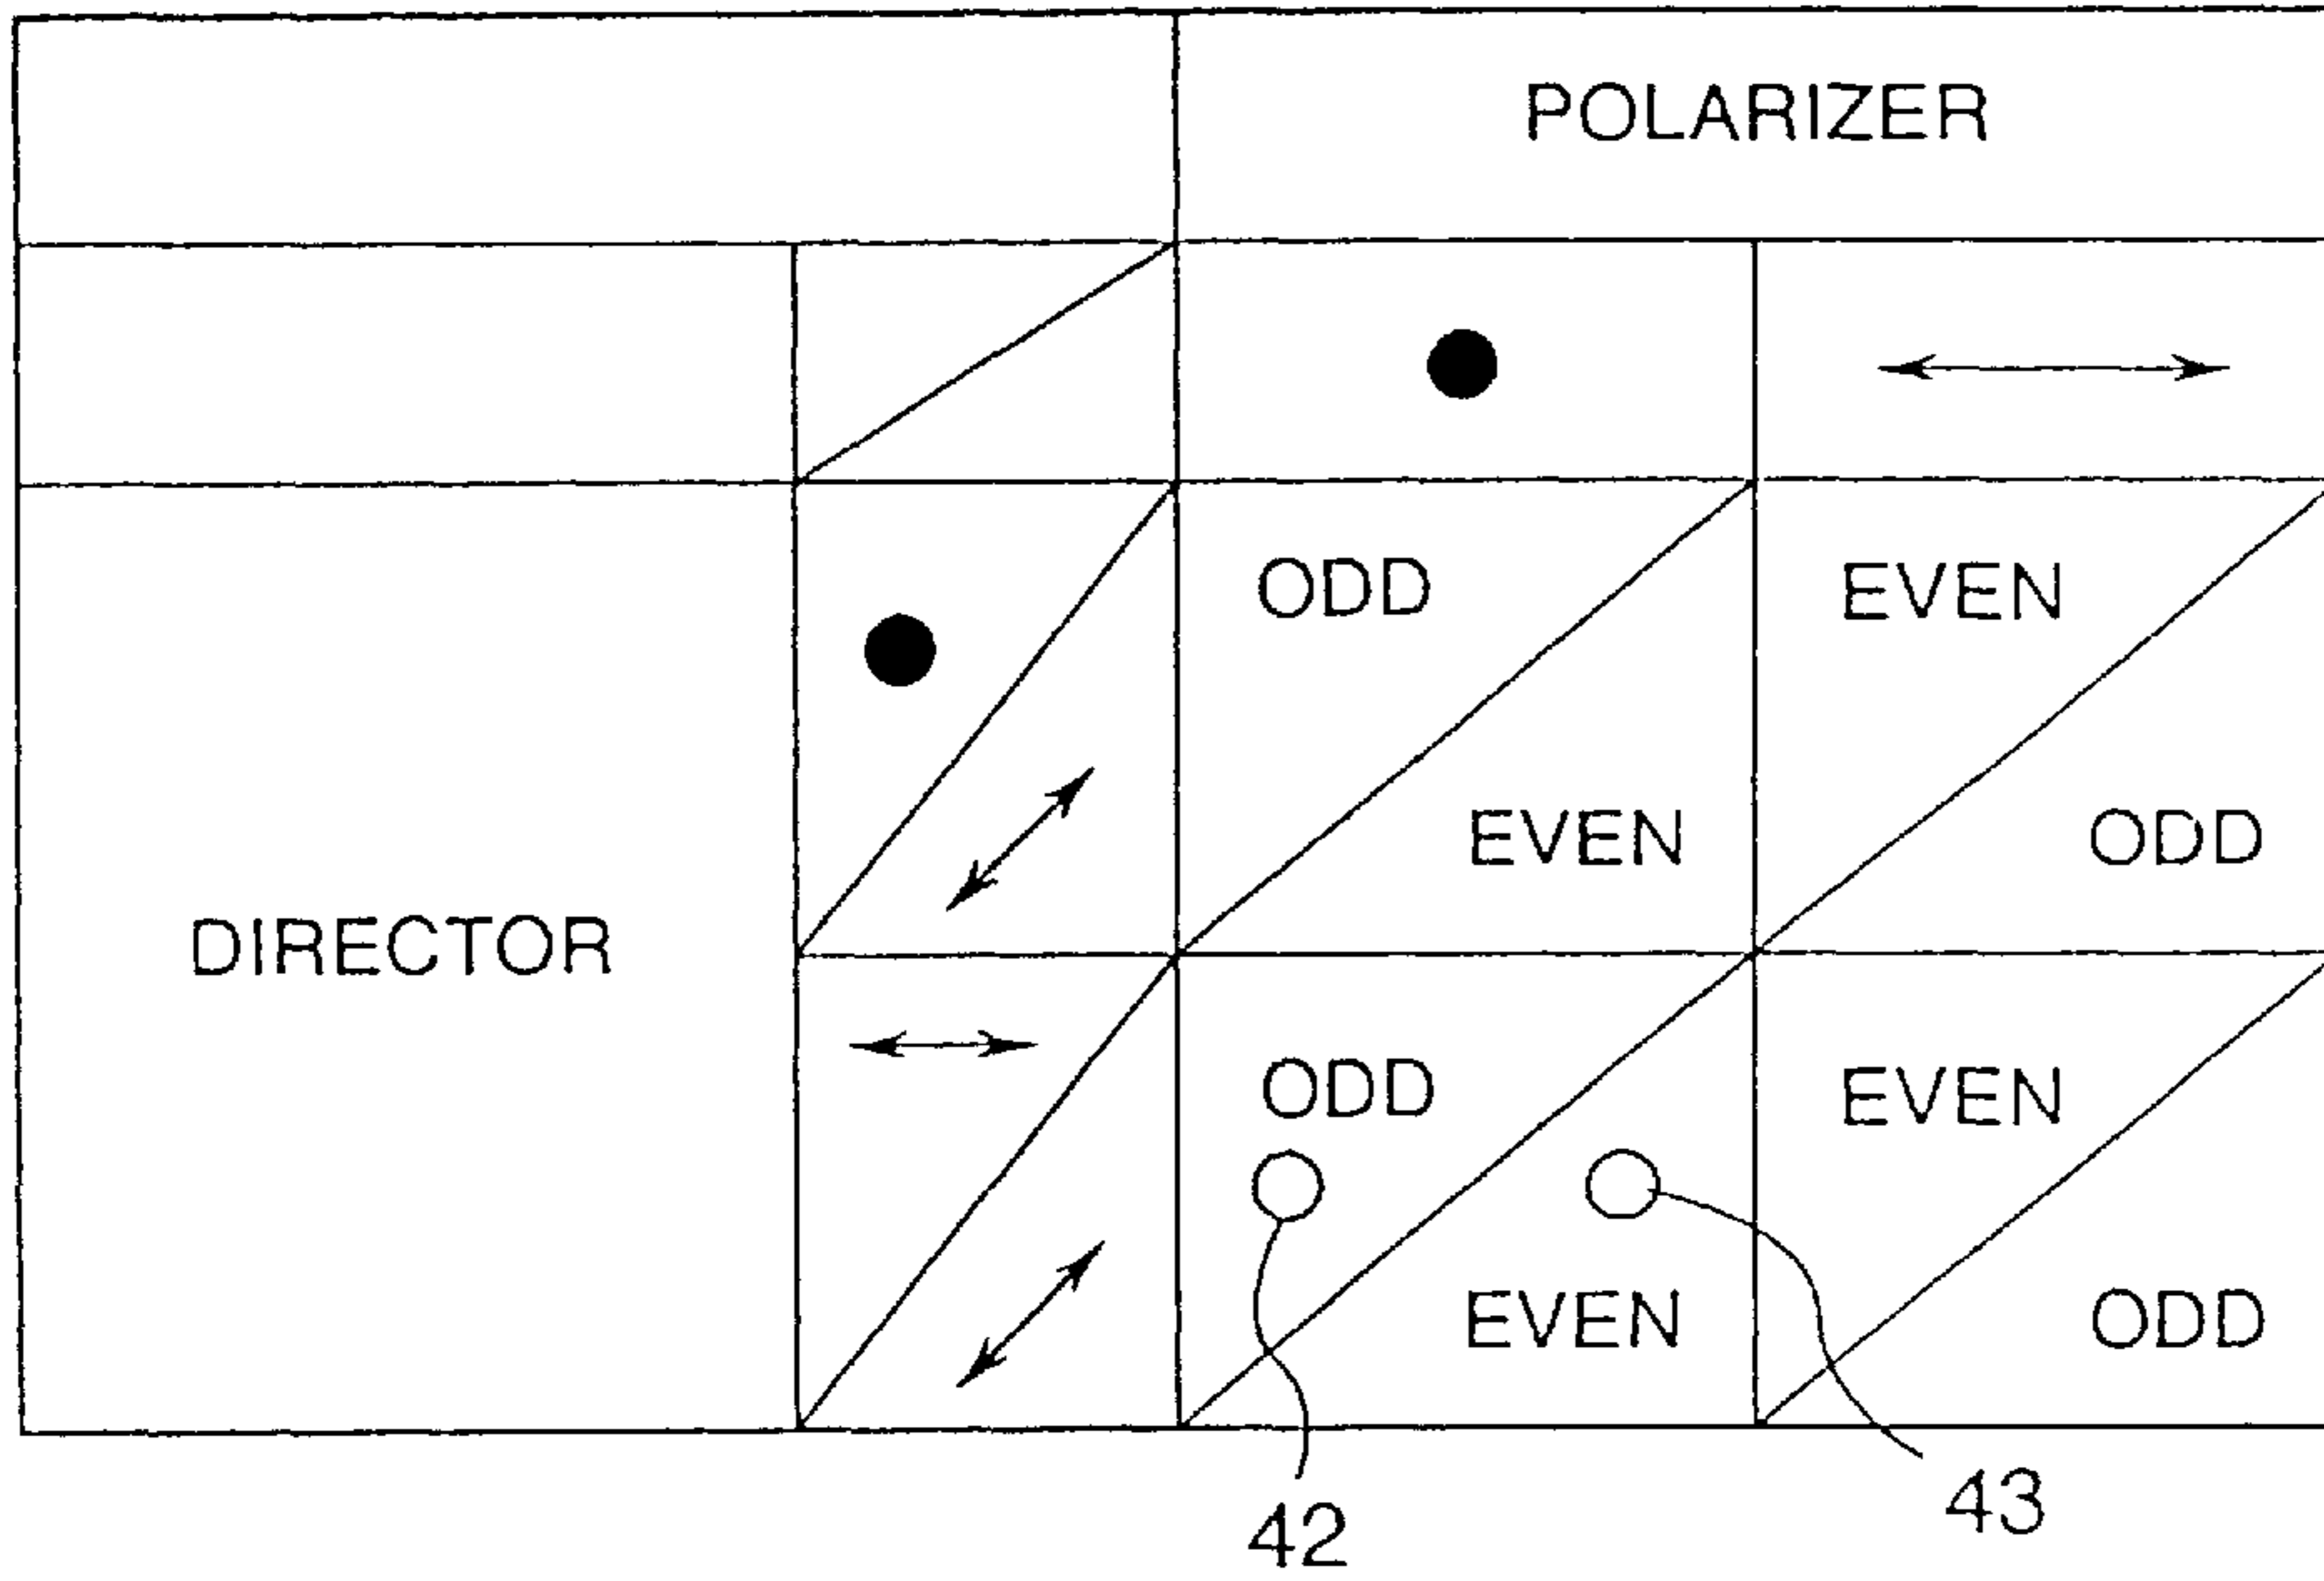 POLARIZER
ODD
EVEN
EVEN
ODD
DIRECTOR
ODD
EVEN
EVEN
ODD
42
43